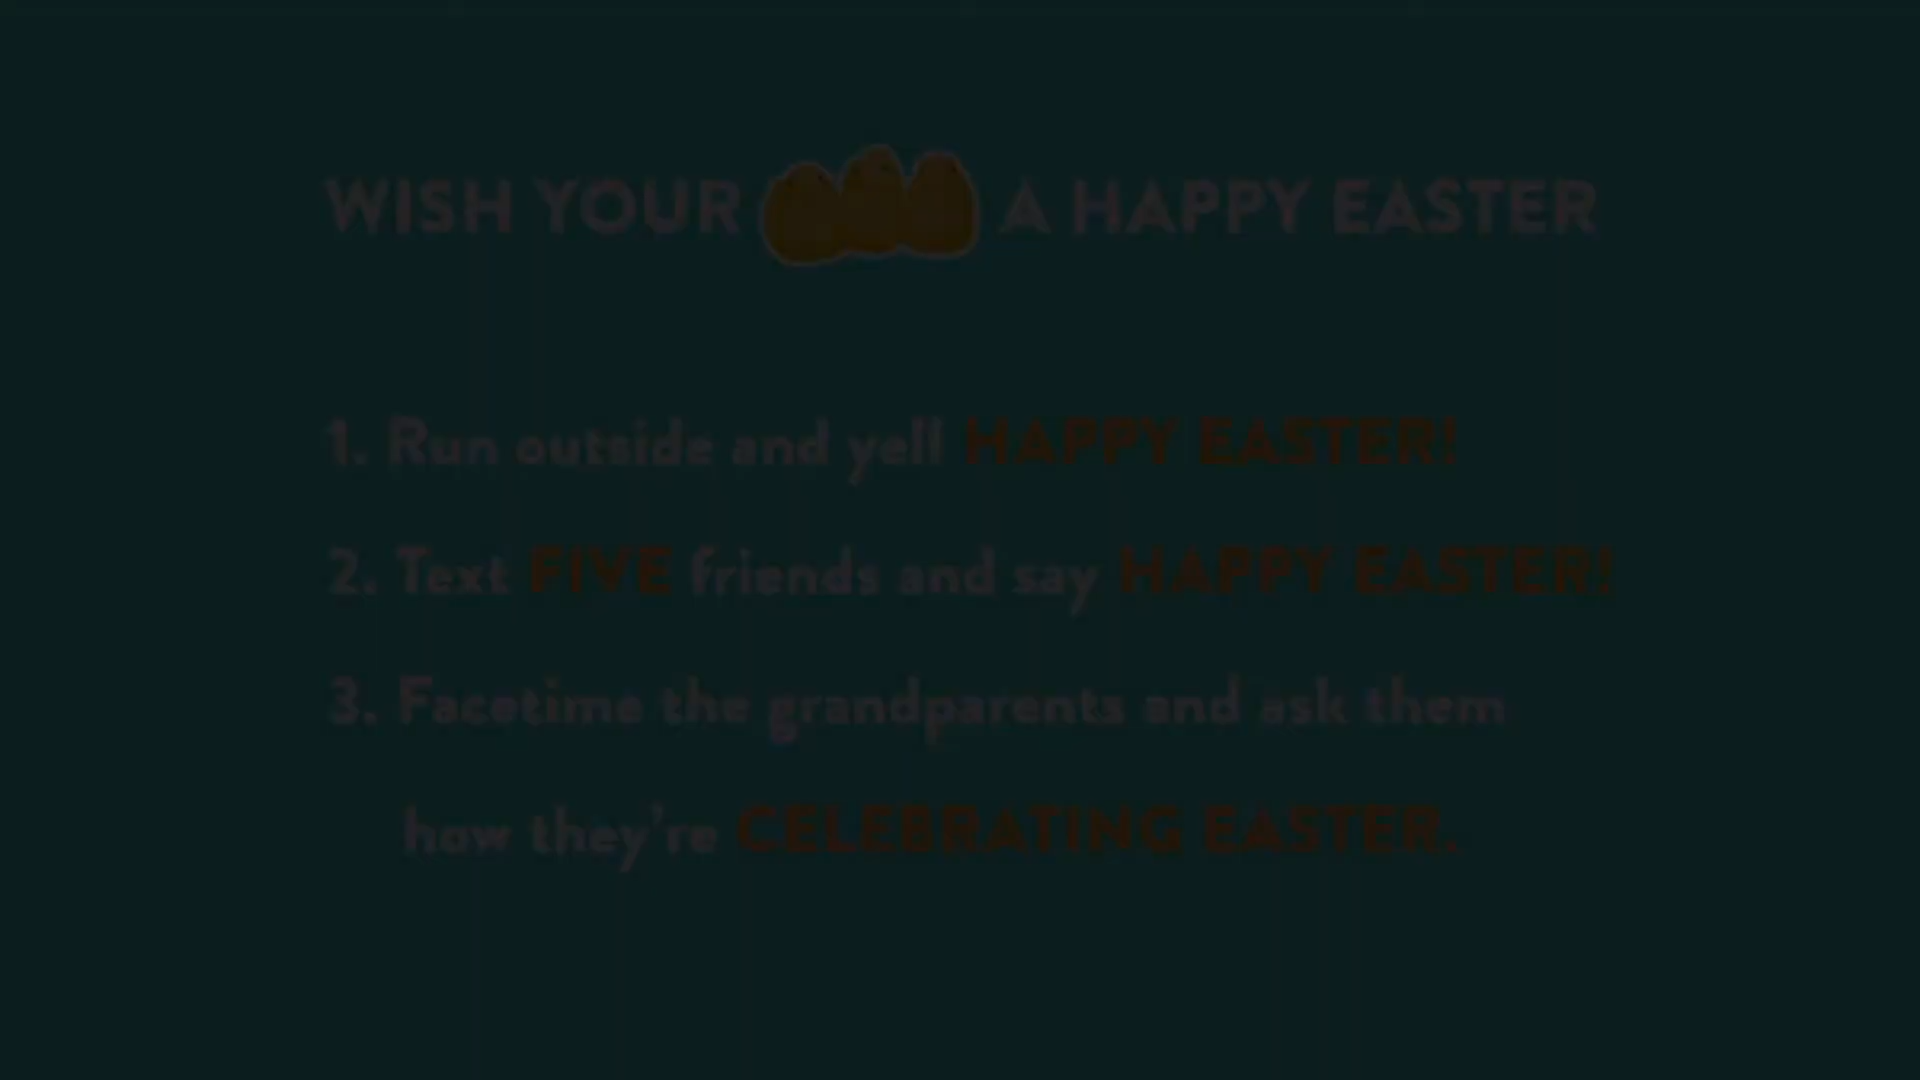 WISH YOUR A HAPPY EASTER
1. Run outside and yell HAPPY EASTER!
2. Text FIVE friends and say HAPPY EASTER!
3. Facetime the grandparents and ask them
how they're CELEBRATING EASTER.